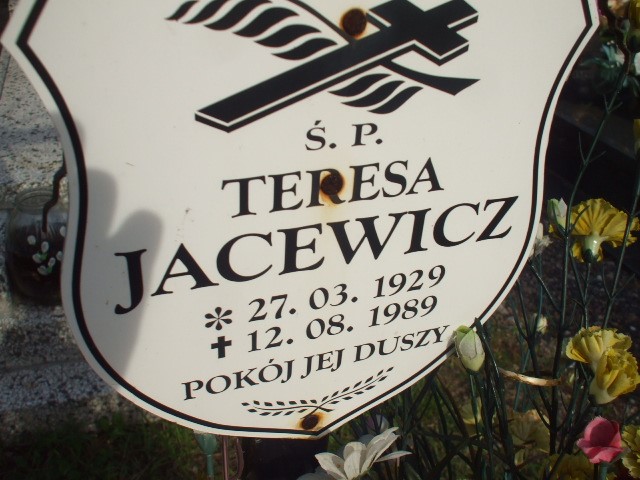 Ś. P.
TERESA
JACEWICZ
* 27. 03. 1929
✝ 12. 08. 1989
POKÓJ JEJ DUSZY